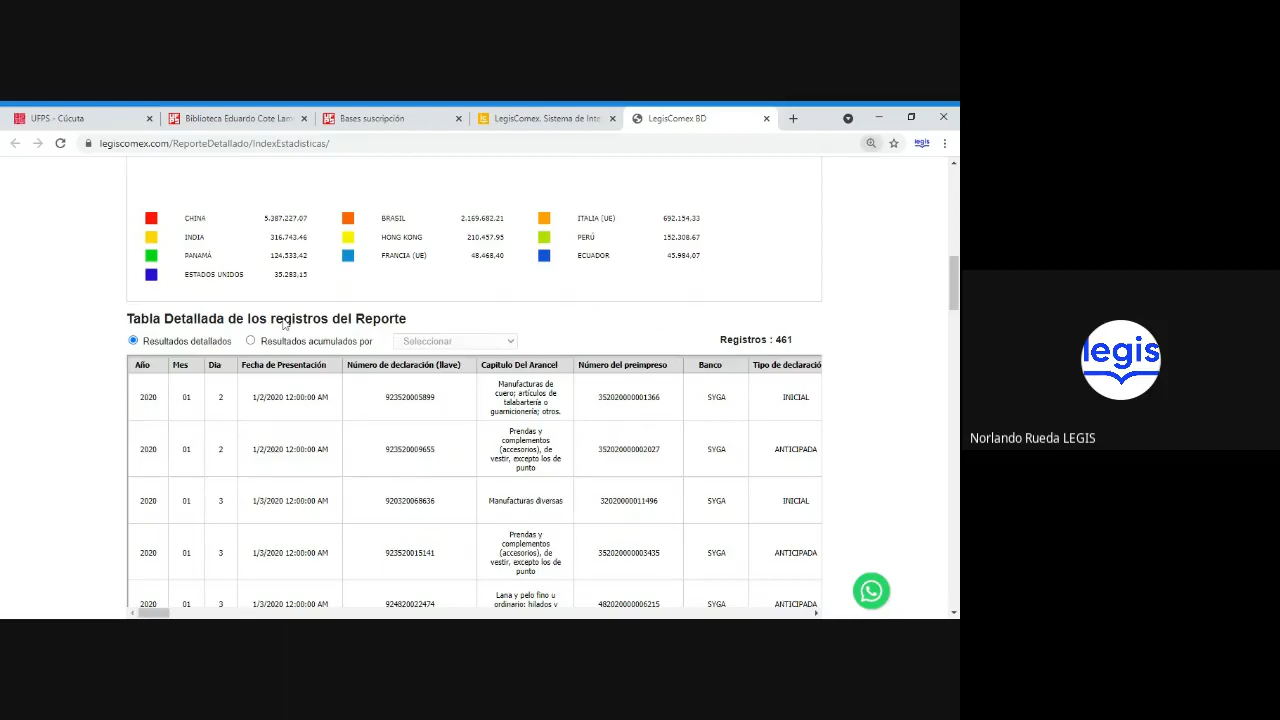 UFPS - Cúcuta
Biblioteca Eduardo Cote Lam
Bases suscripción
LegisComex. Sistema de Inte
LegisComex BD
legiscomex.com/ReporteDetallado/IndexEstadisticas/
legis
CHINA 5.387.227,07 BRASIL 2.169.682,21 ITALIA (UE) 692.154,33
INDIA 316.743,46 HONG KONG 210.457,95 PERÚ 152.308,67
PANAMÁ 124.533,42 FRANCIA (UE) 48.468,40 ECUADOR 45.984,07
ESTADOS UNIDOS 35.283,15
Tabla Detallada de los registros del Reporte
Resultados detallados Resultados acumulados por Seleccionar Registros : 461
Año Mes Dia Fecha de Presentación Número de declaración (llave) Capitulo Del Arancel Número del preimpreso Banco Tipo de declaració
2020 01 2 1/2/2020 12:00:00 AM 923520005899 Manufacturas de
cuero; artículos de
talabartería o
guarnicionería; otros. 352020000001366 SYGA INICIAL
2020 01 2 1/2/2020 12:00:00 AM 923520009655 Prendas y
complementos
(accesorios), de
vestir, excepto los de
punto 352020000002027 SYGA ANTICIPADA
2020 01 3 1/3/2020 12:00:00 AM 920320068636 Manufacturas diversas 32020000011496 SYGA INICIAL
2020 01 3 1/3/2020 12:00:00 AM 923520015141 Prendas y
complementos
(accesorios), de
vestir, excepto los de
punto 352020000003435 SYGA ANTICIPADA
2020 01 3 1/3/2020 12:00:00 AM 924820022474 Lana y pelo fino u
ordinario; hilados y 482020000006215 SYGA ANTICIPADA
legis
Norlando Rueda LEGIS